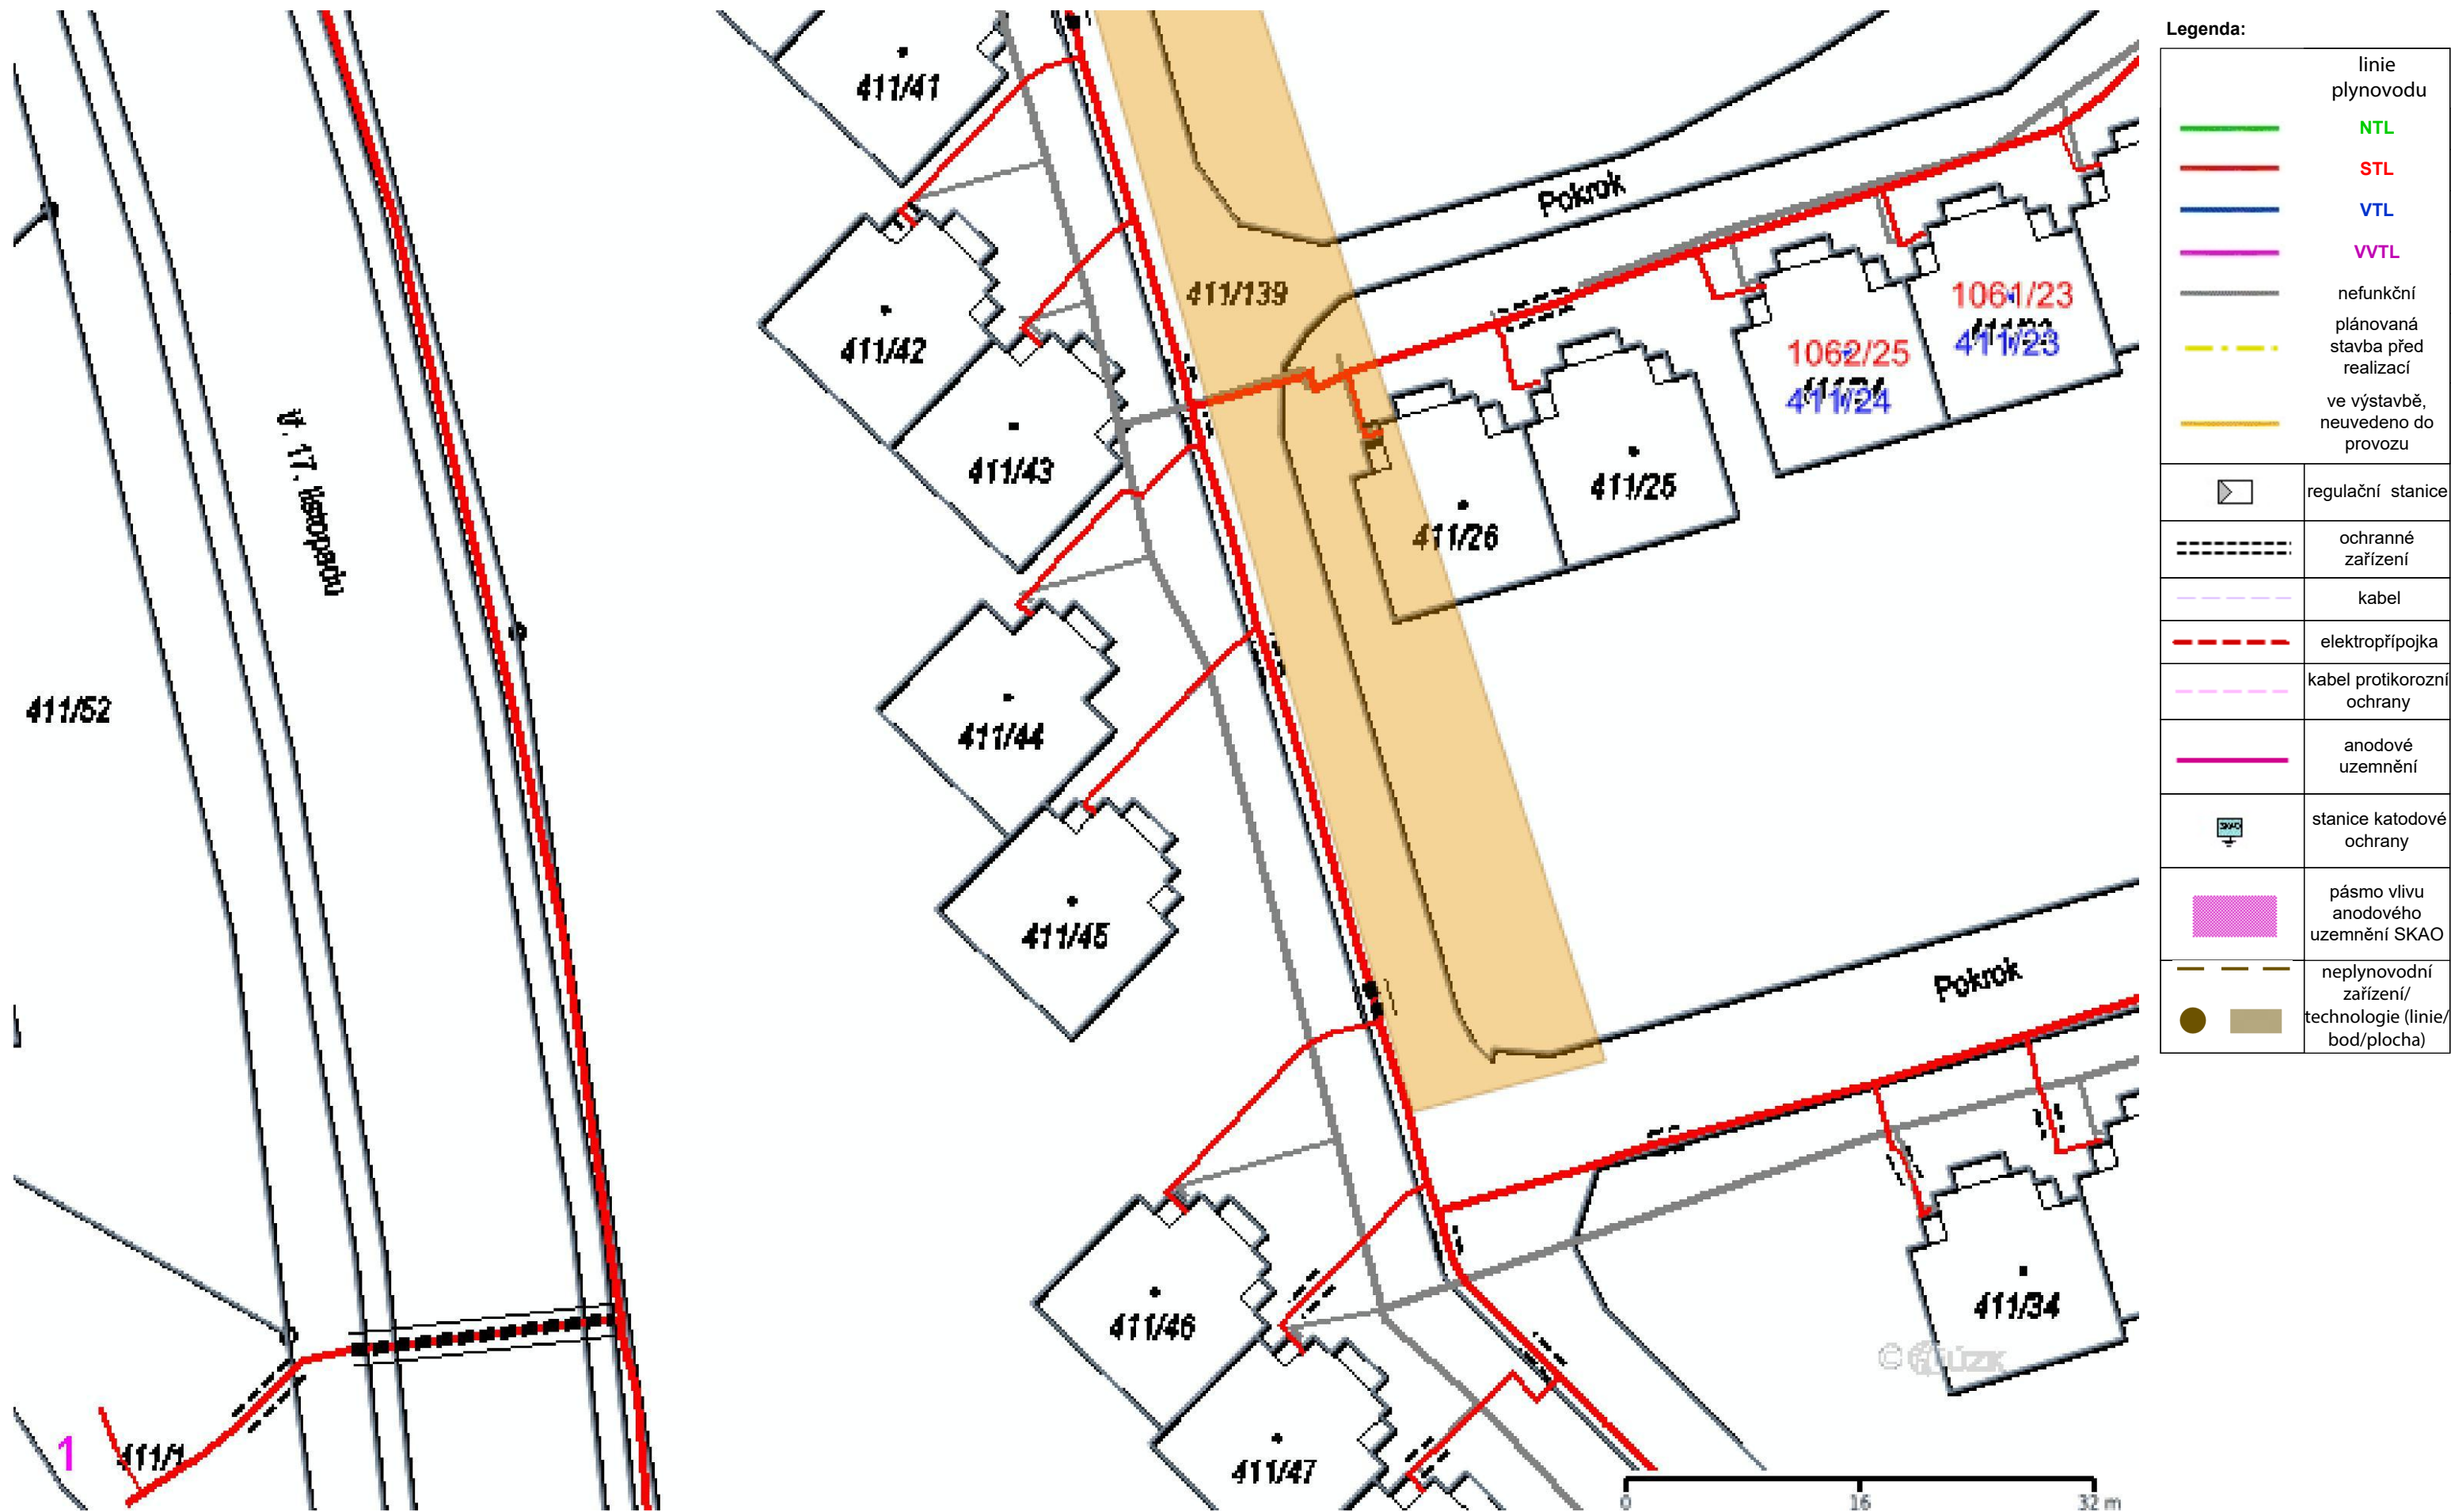 411/41
411/42
411/43
411/139
Pokrok
1061/23
411/23
1062/25
411/24
411/25
411/26
tř. 17. listopadu
411/52
411/44
411/45
Pokrok
411/46
411/34
411/47
1
411/1
0 16 32 m
Legenda:
linie
plynovodu
NTL
STL
VTL
VVTL
nefunkční
plánovaná
stavba před
realizací
ve výstavbě,
neuvedeno do
provozu
regulační stanice
ochranné
zařízení
kabel
elektropřípojka
kabel protikorozní
ochrany
anodové
uzemnění
SKAO
stanice katodové
ochrany
pásmo vlivu
anodového
uzemnění SKAO
neplynovodní
zařízení/
technologie (linie/
bod/plocha)